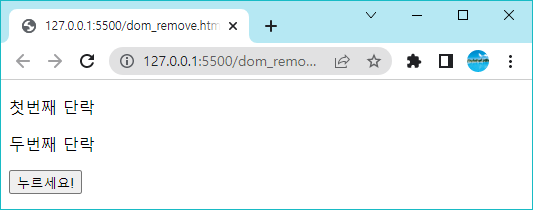 127.0.0.1:5500/dom_remove.htm
127.0.0.1:5500/dom_remo...
첫번째 단락
두번째 단락
누르세요!